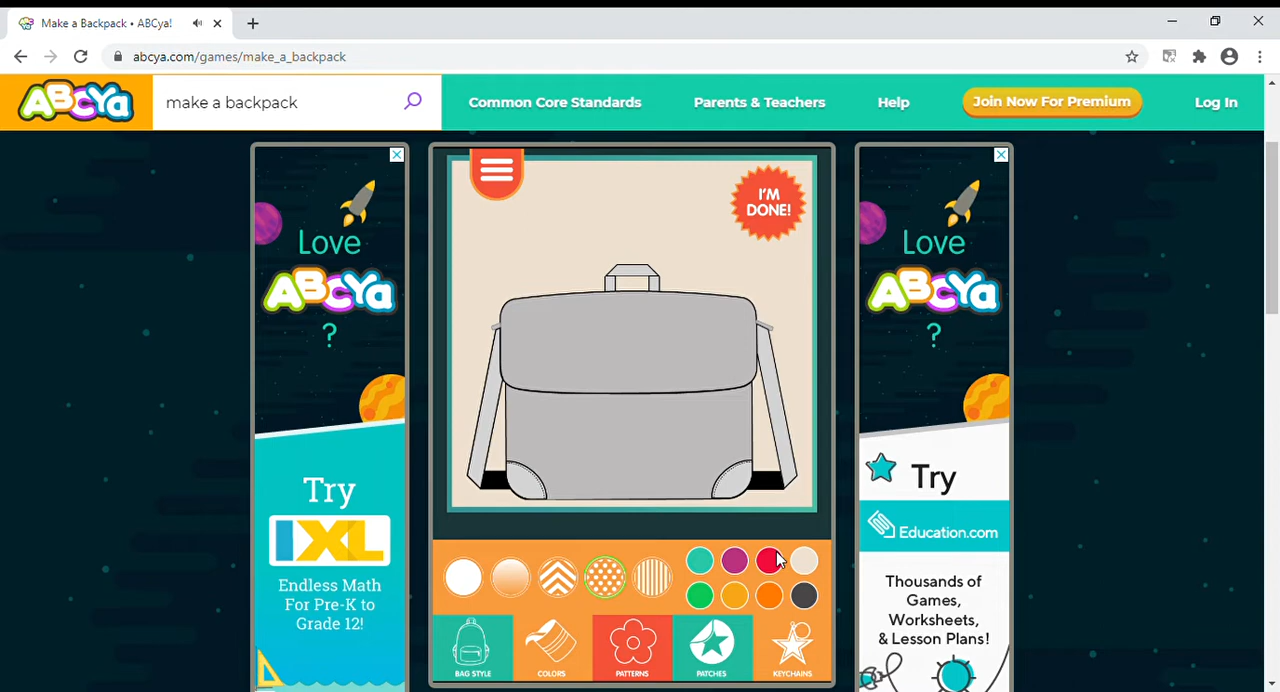 Make a Backpack • ABCya!
abcya.com/games/make_a_backpack
ABCYa
make a backpack
Common Core Standards
Parents & Teachers
Help
Join Now For Premium
Log In
Love
ABCYa
?
Try
IXL
Endless Math
For Pre-K to
Grade 12!
I'M
DONE!
BAG STYLE
COLORS
PATTERNS
PATCHES
KEYCHAINS
Love
ABCYa
?
Try
Education.com
Thousands of
Games,
Worksheets,
& Lesson Plans!